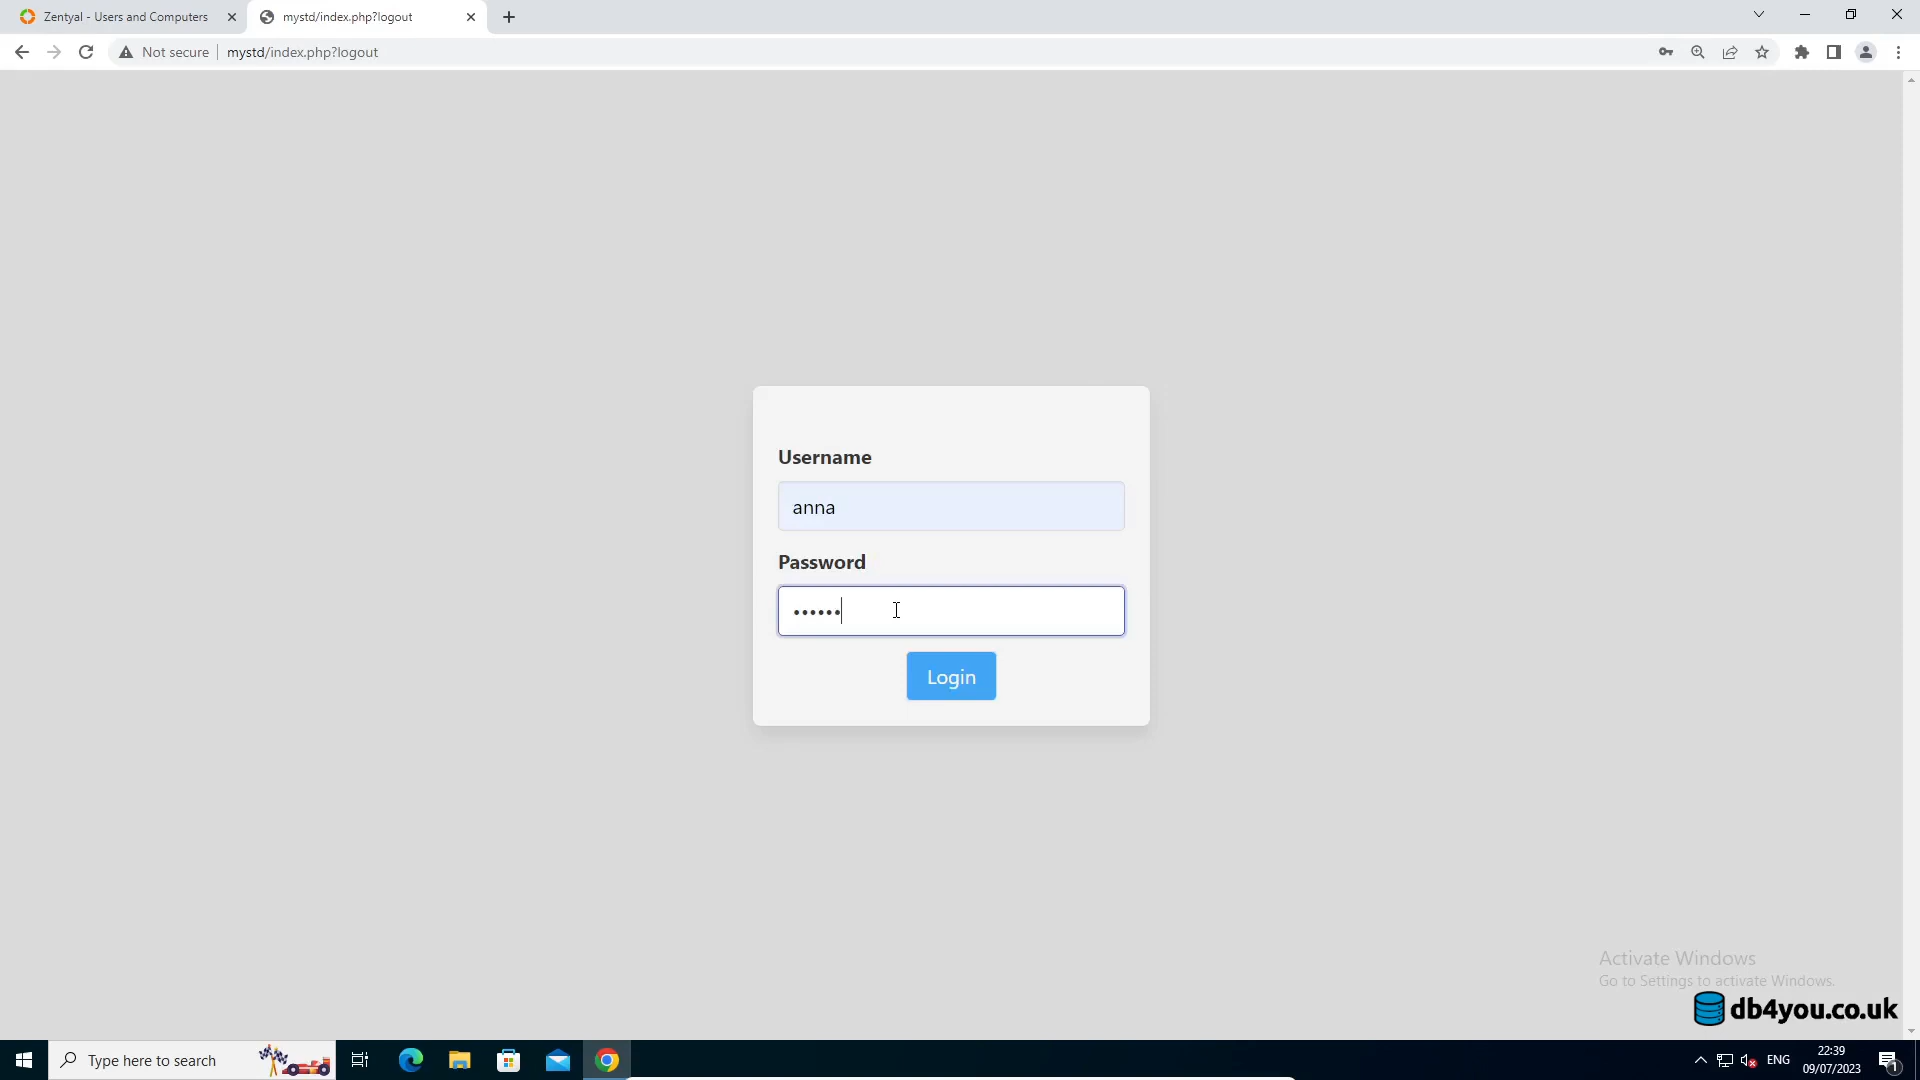 Zentyal - Users and Computers
mystd/index.php?logout
Not secure
mystd/index.php?logout
Username
anna
Password
••••••
Login
Activate Windows
Go to Settings to activate Windows.
db4you.co.uk
Type here to search
ENG
22:39
09/07/2023
1